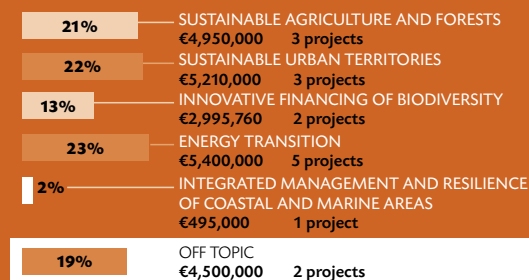 21% SUSTAINABLE AGRICULTURE AND FORESTS
€4,950,000 3 projects
22% SUSTAINABLE URBAN TERRITORIES
€5,210,000 3 projects
13% INNOVATIVE FINANCING OF BIODIVERSITY
€2,995,760 2 projects
23% ENERGY TRANSITION
€5,400,000 5 projects
2% INTEGRATED MANAGEMENT AND RESILIENCE
OF COASTAL AND MARINE AREAS
€495,000 1 project
19% OFF TOPIC
€4,500,000 2 projects